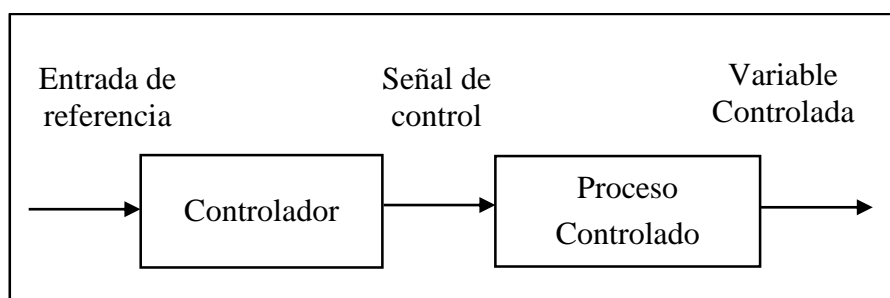 Entrada de
referencia
Señal de
control
Variable
Controlada
Controlador
Proceso
Controlado